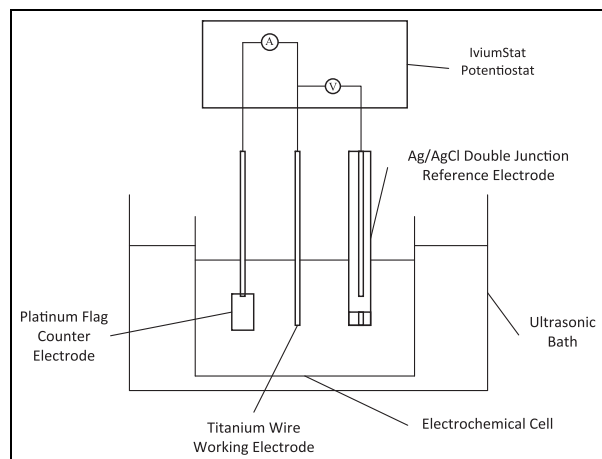 A
V
IviumStat
Potentiostat
Ag/AgCl Double Junction
Reference Electrode
Platinum Flag
Counter
Electrode
Ultrasonic
Bath
Titanium Wire
Working Electrode
Electrochemical Cell